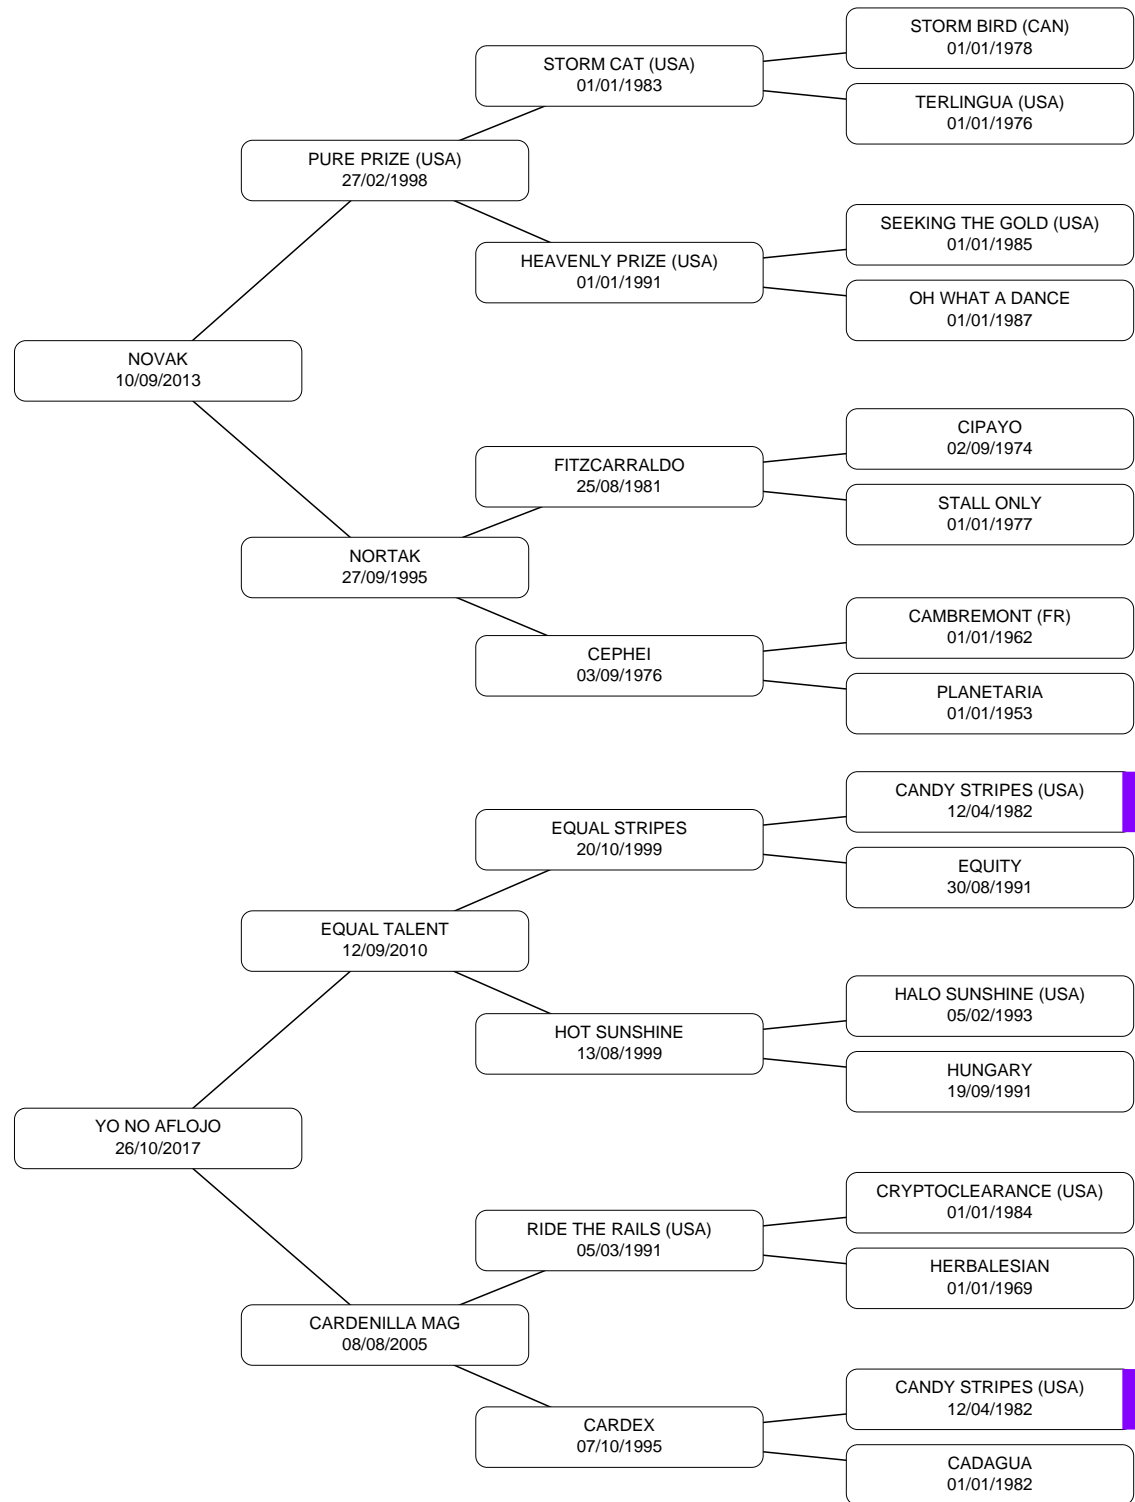 STORM BIRD (CAN)
01/01/1978
STORM CAT (USA)
01/01/1983
TERLINGUA (USA)
01/01/1976
PURE PRIZE (USA)
27/02/1998
SEEKING THE GOLD (USA)
01/01/1985
HEAVENLY PRIZE (USA)
01/01/1991
OH WHAT A DANCE
01/01/1987
NOVAK
10/09/2013
CIPAYO
02/09/1974
FITZCARRALDO
25/08/1981
STALL ONLY
01/01/1977
NORTAK
27/09/1995
CAMBREMONT (FR)
01/01/1962
CEPHEI
03/09/1976
PLANETARIA
01/01/1953
CANDY STRIPES (USA)
12/04/1982
EQUAL STRIPES
20/10/1999
EQUITY
30/08/1991
EQUAL TALENT
12/09/2010
HALO SUNSHINE (USA)
05/02/1993
HOT SUNSHINE
13/08/1999
HUNGARY
19/09/1991
YO NO AFLOJO
26/10/2017
CRYPTOCLEARANCE (USA)
01/01/1984
RIDE THE RAILS (USA)
05/03/1991
HERBALESIAN
01/01/1969
CARDENILLA MAG
08/08/2005
CANDY STRIPES (USA)
12/04/1982
CARDEX
07/10/1995
CADAGUA
01/01/1982